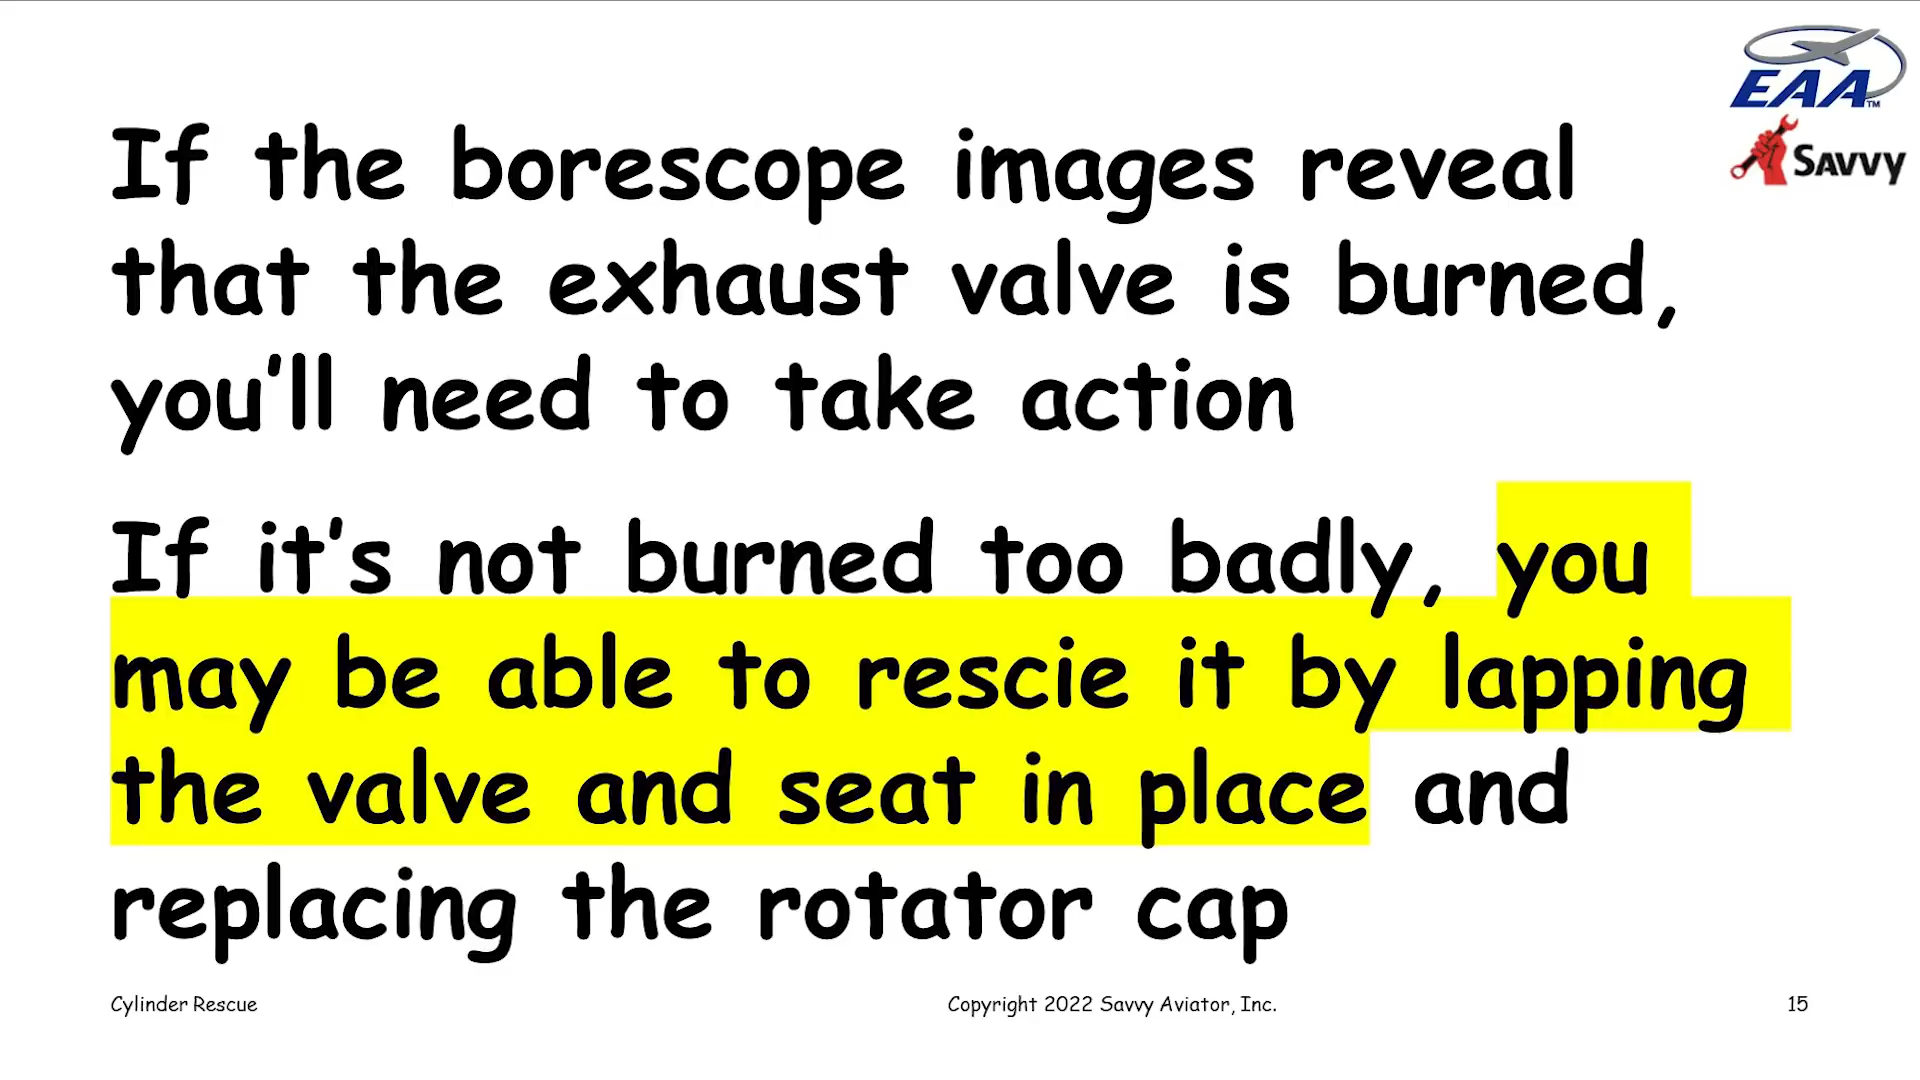 EAA™
SAVVY
If the borescope images reveal
that the exhaust valve is burned,
you'll need to take action
If it's not burned too badly, you
may be able to rescie it by lapping
the valve and seat in place and
replacing the rotator cap
Cylinder Rescue
Copyright 2022 Savvy Aviator, Inc.
15